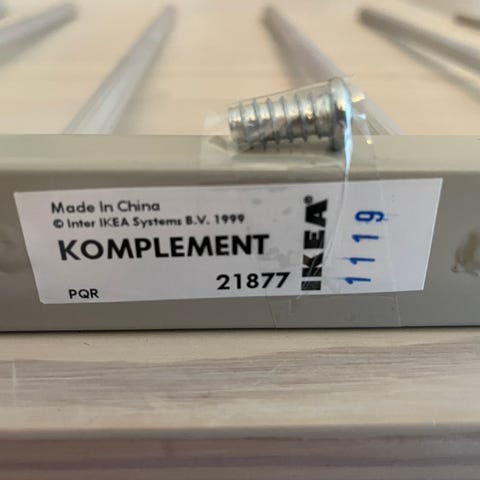 Made In China
© Inter IKEA Systems B.V. 1999
KOMPLEMENT
21877
PQR
IKEA®
1119